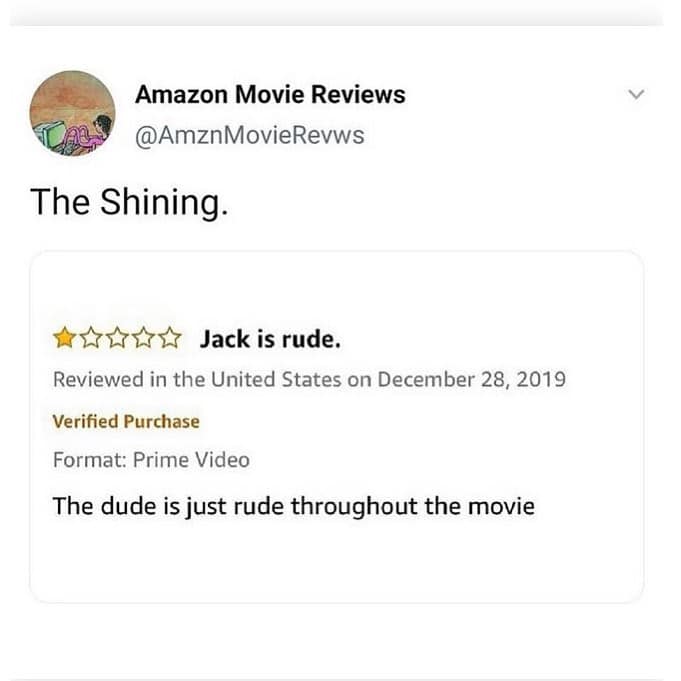 Amazon Movie Reviews
@AmznMovieRevws
The Shining.
Jack is rude.
Reviewed in the United States on December 28, 2019
Verified Purchase
Format: Prime Video
The dude is just rude throughout the movie